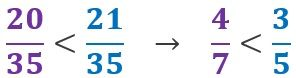 20/35 < 21/35 → 4/7 < 3/5